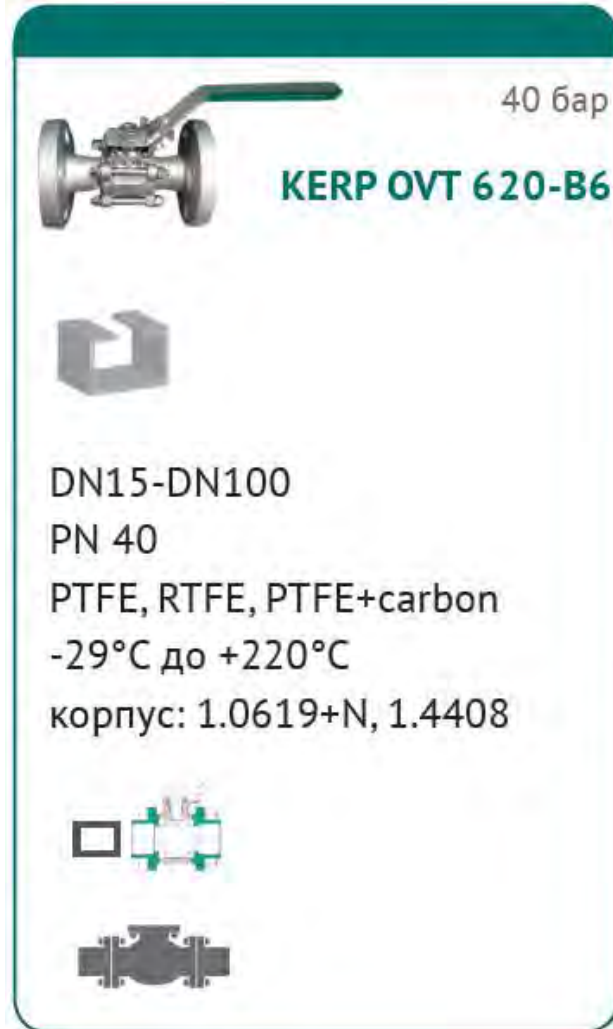 40 бар
KERP OVT 620-B6
DN15-DN100
PN 40
PTFE, RTFE, PTFE+carbon
-29°C до +220°C
корпус: 1.0619+N, 1.4408